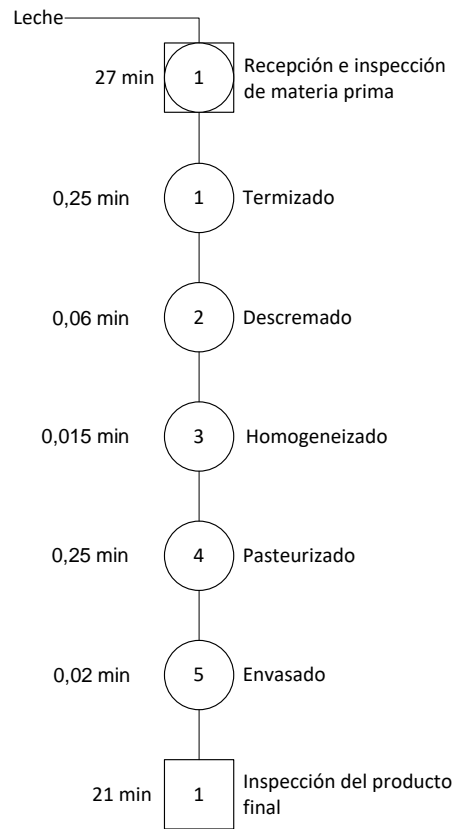 Leche
27 min 1 Recepción e inspección
de materia prima
0,25 min 1 Termizado
0,06 min 2 Descremado
0,015 min 3 Homogeneizado
0,25 min 4 Pasteurizado
0,02 min 5 Envasado
21 min 1 Inspección del producto
final